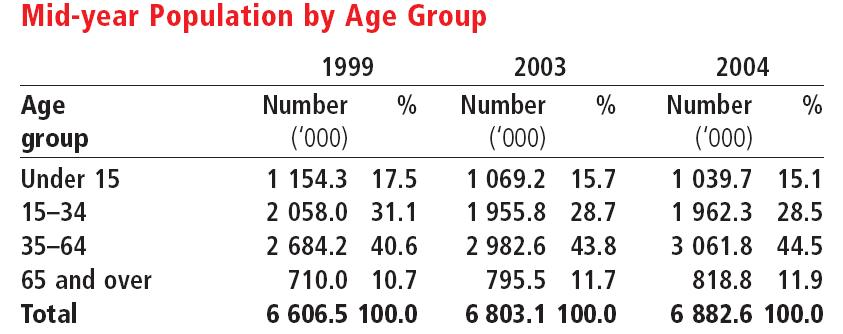 Mid-year Population by Age Group
1999 2003 2004
Age Number % Number % Number %
group (‘000) (‘000) (‘000)
Under 15 1 154.3 17.5 1 069.2 15.7 1 039.7 15.1
15–34 2 058.0 31.1 1 955.8 28.7 1 962.3 28.5
35–64 2 684.2 40.6 2 982.6 43.8 3 061.8 44.5
65 and over 710.0 10.7 795.5 11.7 818.8 11.9
Total 6 606.5 100.0 6 803.1 100.0 6 882.6 100.0